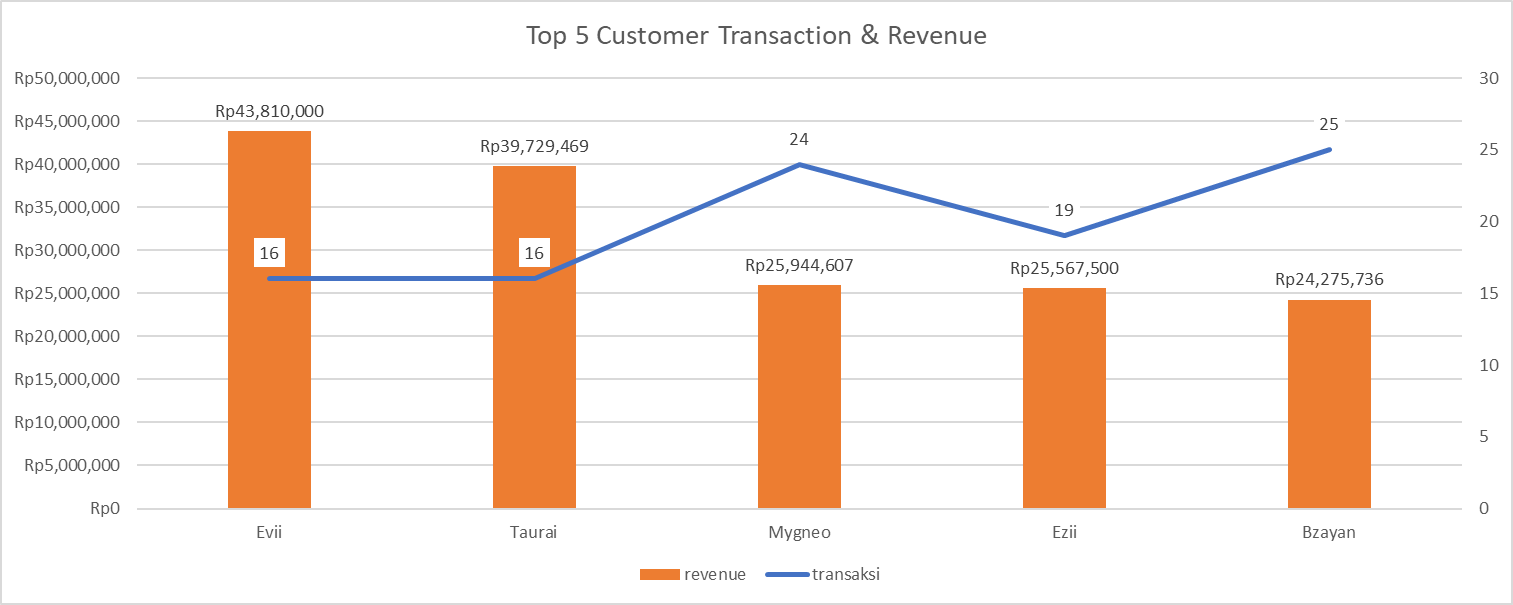 Top 5 Customer Transaction & Revenue
Rp50,000,000
Rp45,000,000
Rp40,000,000
Rp35,000,000
Rp30,000,000
Rp25,000,000
Rp20,000,000
Rp15,000,000
Rp10,000,000
Rp5,000,000
Rp0
Rp43,810,000
Rp39,729,469
Rp25,944,607
Rp25,567,500
Rp24,275,736
16
16
24
19
25
30
25
20
15
10
5
0
Evii
Taurai
Mygneo
Ezii
Bzayan
revenue
transaksi